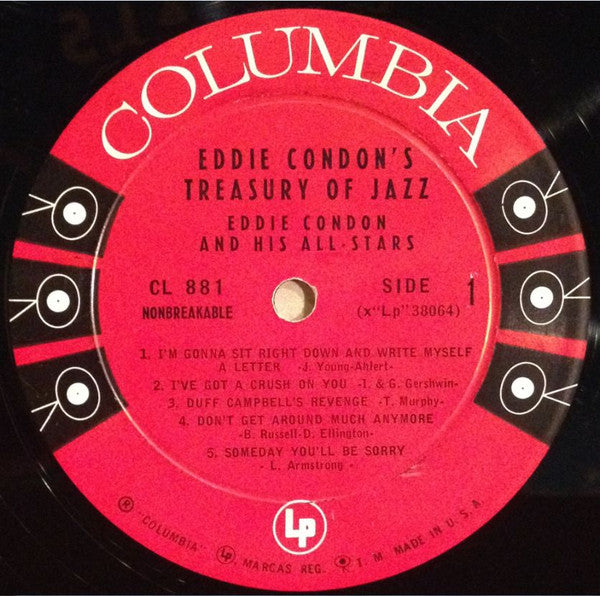 COLUMBIA
EDDIE CONDON'S
TREASURY OF JAZZ
EDDIE CONDON
AND HIS ALL-STARS
CL 881
NONBREAKABLE
SIDE 1
(x"Lp"38064)
1. I'M GONNA SIT RIGHT DOWN AND WRITE MYSELF
A LETTER -J. Young-Ahlert-
2. I'VE GOT A CRUSH ON YOU -I. & G. Gershwin-
3. DUFF CAMPBELL'S REVENGE -T. Murphy-
4. DON'T GET AROUND MUCH ANYMORE
-B. Russell-D. Ellington-
5. SOMEDAY YOU'LL BE SORRY
-L. Armstrong-
Lp
® "COLUMBIA" Lp MARCAS REG. T. M. MADE IN U.S.A.